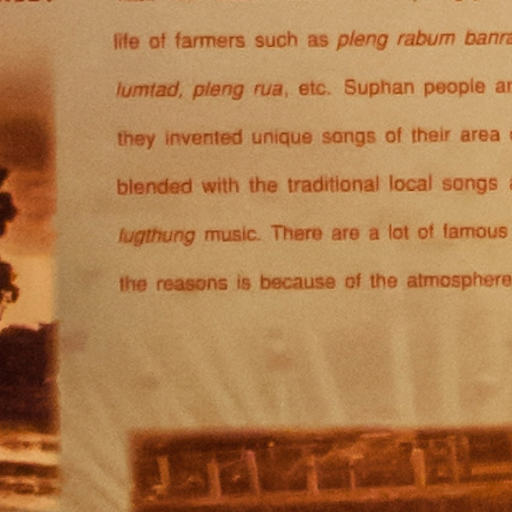 life of farmers such as pleng rabum
lumtad, pleng rua, etc. Suphan people
they invented unique songs of their area
blended with the traditional local songs
lugthung music. There are a lot of famous
the reasons is because of the atmosphere